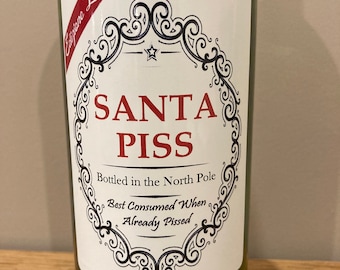 SANTA
PISS
Bottled in the North Pole
Best Consumed When
Already Pissed